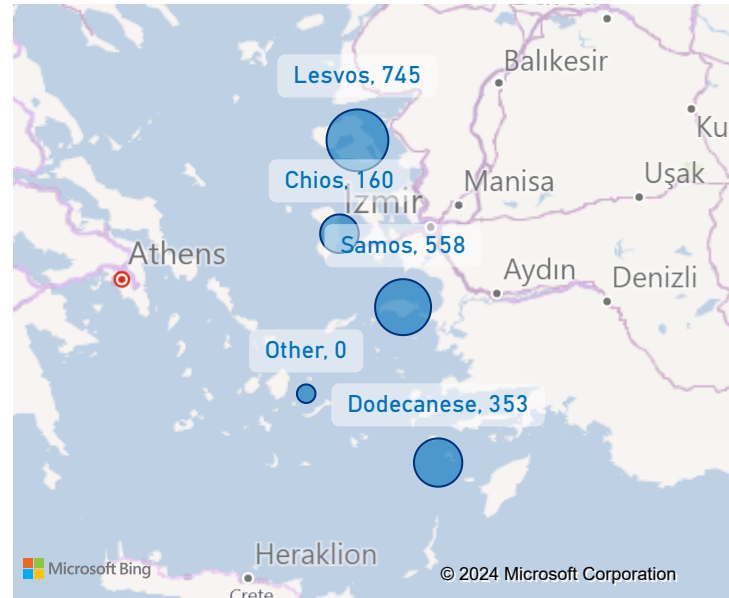 Lesvos, 745
Balıkesir
Ku
Chios, 160
Manisa
Uşak
İzmir
Samos, 558
Athens
Aydın
Denizli
Other, 0
Dodecanese, 353
Heraklion
Microsoft Bing
© 2024 Microsoft Corporation
Crete